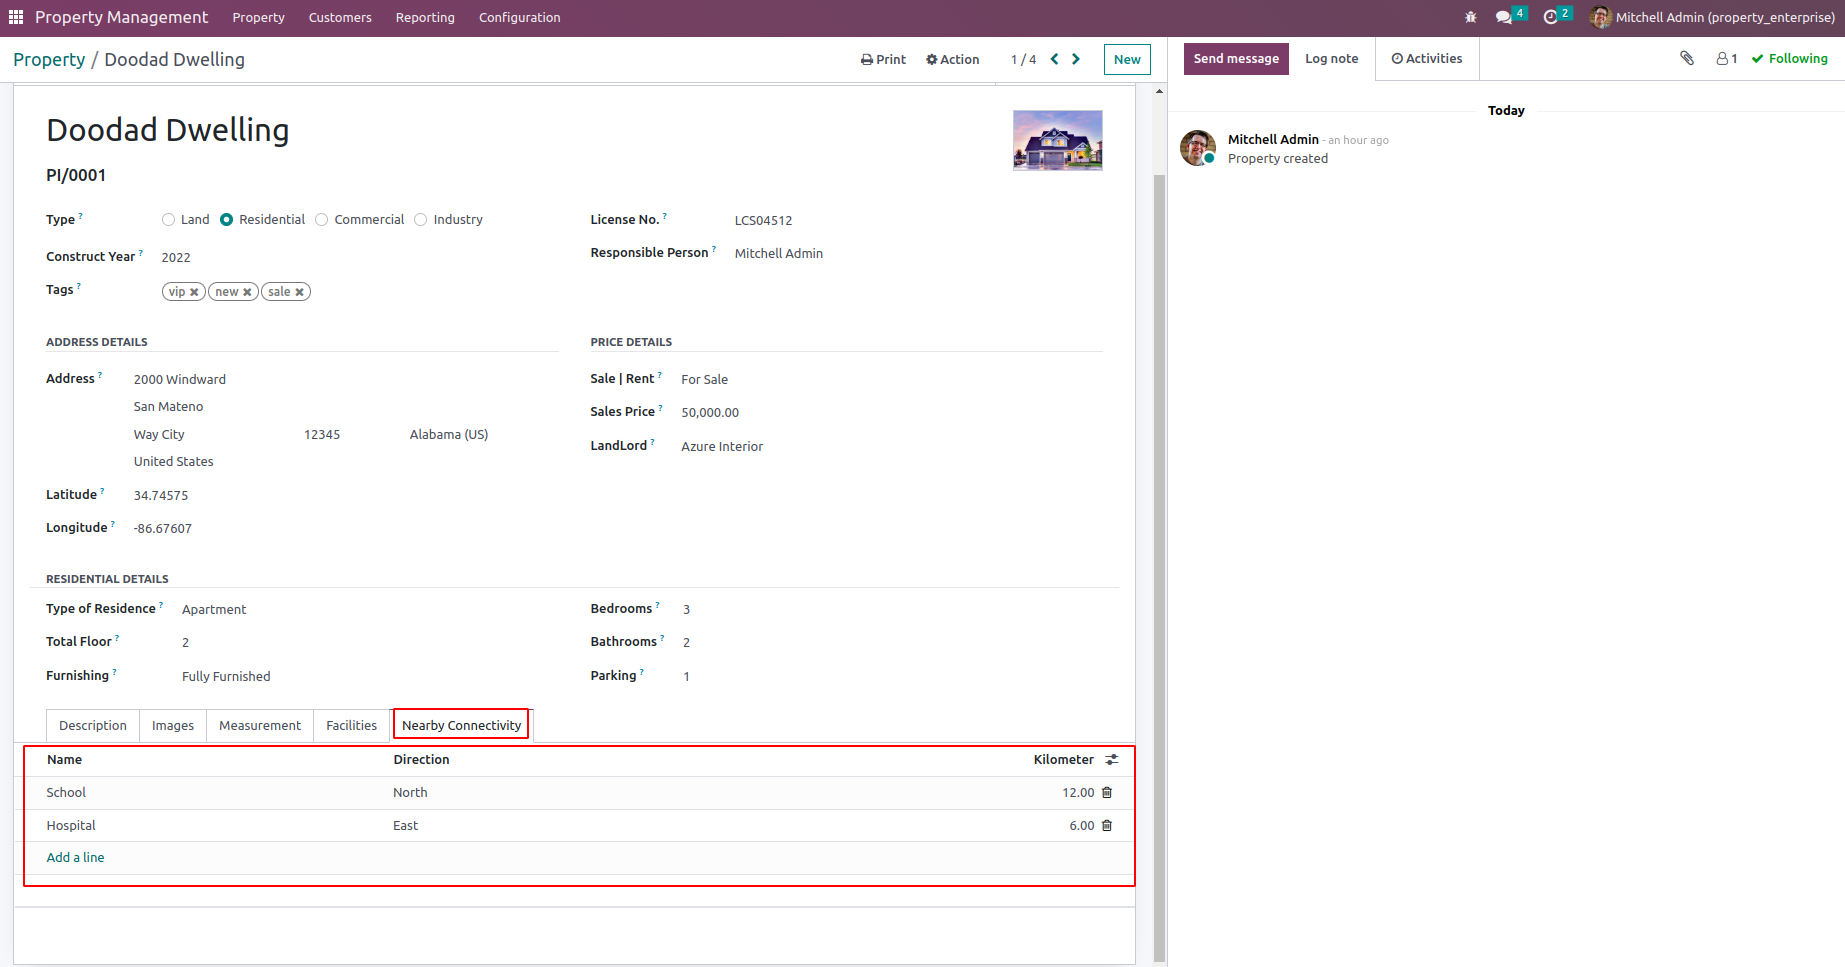 Property Management Property Customers Reporting Configuration 4 2 Mitchell Admin (property_enterprise)
Property / Doodad Dwelling Print Action 1 / 4 New
Send message Log note Activities 1 Following
Today
Mitchell Admin - an hour ago
Property created
Doodad Dwelling
PI/0001
Type ? Land Residential Commercial Industry
License No. ? LCS04512
Construct Year ? 2022
Responsible Person ? Mitchell Admin
Tags ? vip new sale
ADDRESS DETAILS
Address ? 2000 Windward
San Mateno
Way City 12345 Alabama (US)
United States
Latitude ? 34.74575
Longitude ? -86.67607
PRICE DETAILS
Sale | Rent ? For Sale
Sales Price ? 50,000.00
LandLord ? Azure Interior
RESIDENTIAL DETAILS
Type of Residence ? Apartment
Total Floor ? 2
Furnishing ? Fully Furnished
Bedrooms ? 3
Bathrooms ? 2
Parking ? 1
Description Images Measurement Facilities Nearby Connectivity
Name Direction Kilometer
School North 12.00
Hospital East 6.00
Add a line